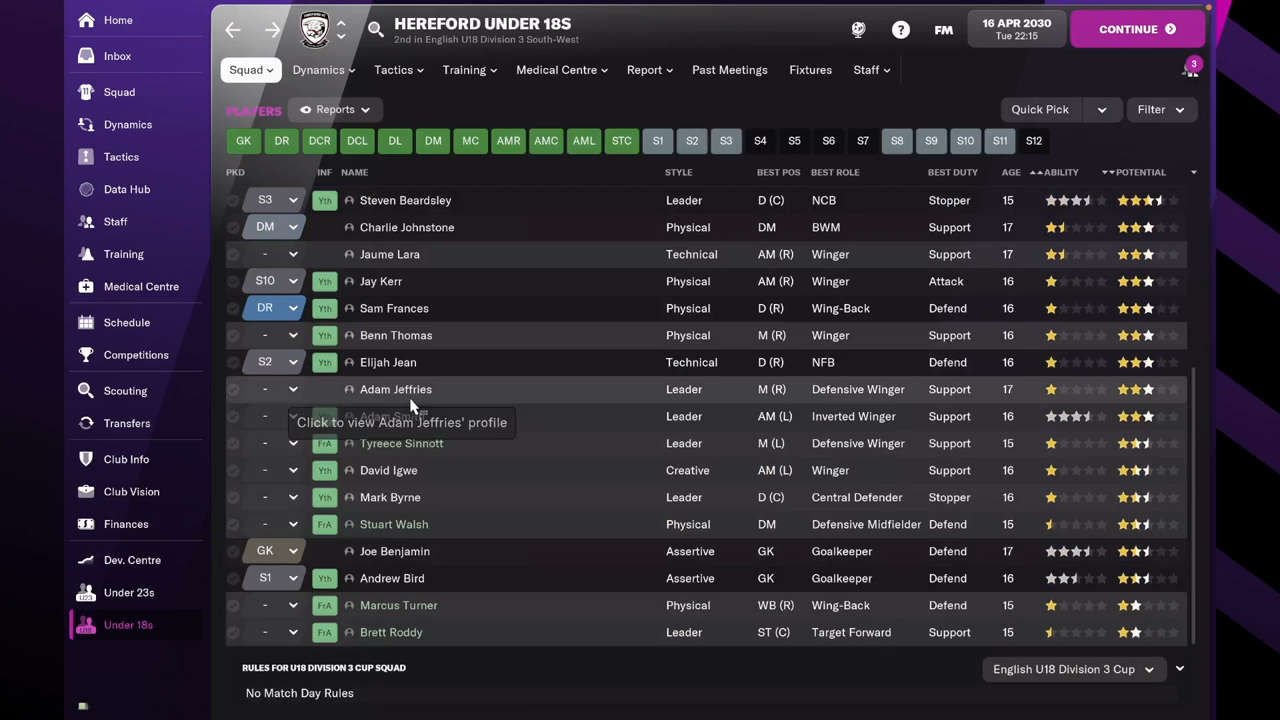 Home
Inbox
Squad
Dynamics
Tactics
Data Hub
Staff
Training
Medical Centre
Schedule
Competitions
Scouting
Transfers
Club Info
Club Vision
Finances
Dev. Centre
Under 23s
Under 18s
HEREFORD UNDER 18S
2nd in English U18 Division 3 South-West
? FM
16 APR 2030
Tue 22:15
CONTINUE
3
Squad Dynamics Tactics Training Medical Centre Report Past Meetings Fixtures Staff
PLAYERS Reports Quick Pick Filter
GK DR DCR DCL DL DM MC AMR AMC AML STC S1 S2 S3 S4 S5 S6 S7 S8 S9 S10 S11 S12
PKD INF NAME STYLE BEST POS BEST ROLE BEST DUTY AGE ABILITY POTENTIAL
S3 Yth Steven Beardsley Leader D (C) NCB Stopper 15
DM Charlie Johnstone Physical DM BWM Support 17
- Jaume Lara Technical AM (R) Winger Support 17
S10 Yth Jay Kerr Physical AM (R) Winger Attack 16
DR Yth Sam Frances Physical D (R) Wing-Back Defend 16
- Yth Benn Thomas Physical M (R) Winger Support 16
S2 Yth Elijah Jean Technical D (R) NFB Defend 16
- Adam Jeffries Leader M (R) Defensive Winger Support 17
- Yth Adam Leader AM (L) Inverted Winger Support 16
Click to view Adam Jeffries' profile
- FrA Tyreece Sinnott Leader M (L) Defensive Winger Support 15
- Yth David Igwe Creative AM (L) Winger Support 16
- Yth Mark Byrne Leader D (C) Central Defender Stopper 16
- FrA Stuart Walsh Physical DM Defensive Midfielder Support 15
GK Joe Benjamin Assertive GK Goalkeeper Defend 17
S1 Yth Andrew Bird Assertive GK Goalkeeper Defend 16
- FrA Marcus Turner Physical WB (R) Wing-Back Defend 15
- FrA Brett Roddy Leader ST (C) Target Forward Support 15
RULES FOR U18 DIVISION 3 CUP SQUAD English U18 Division 3 Cup
No Match Day Rules